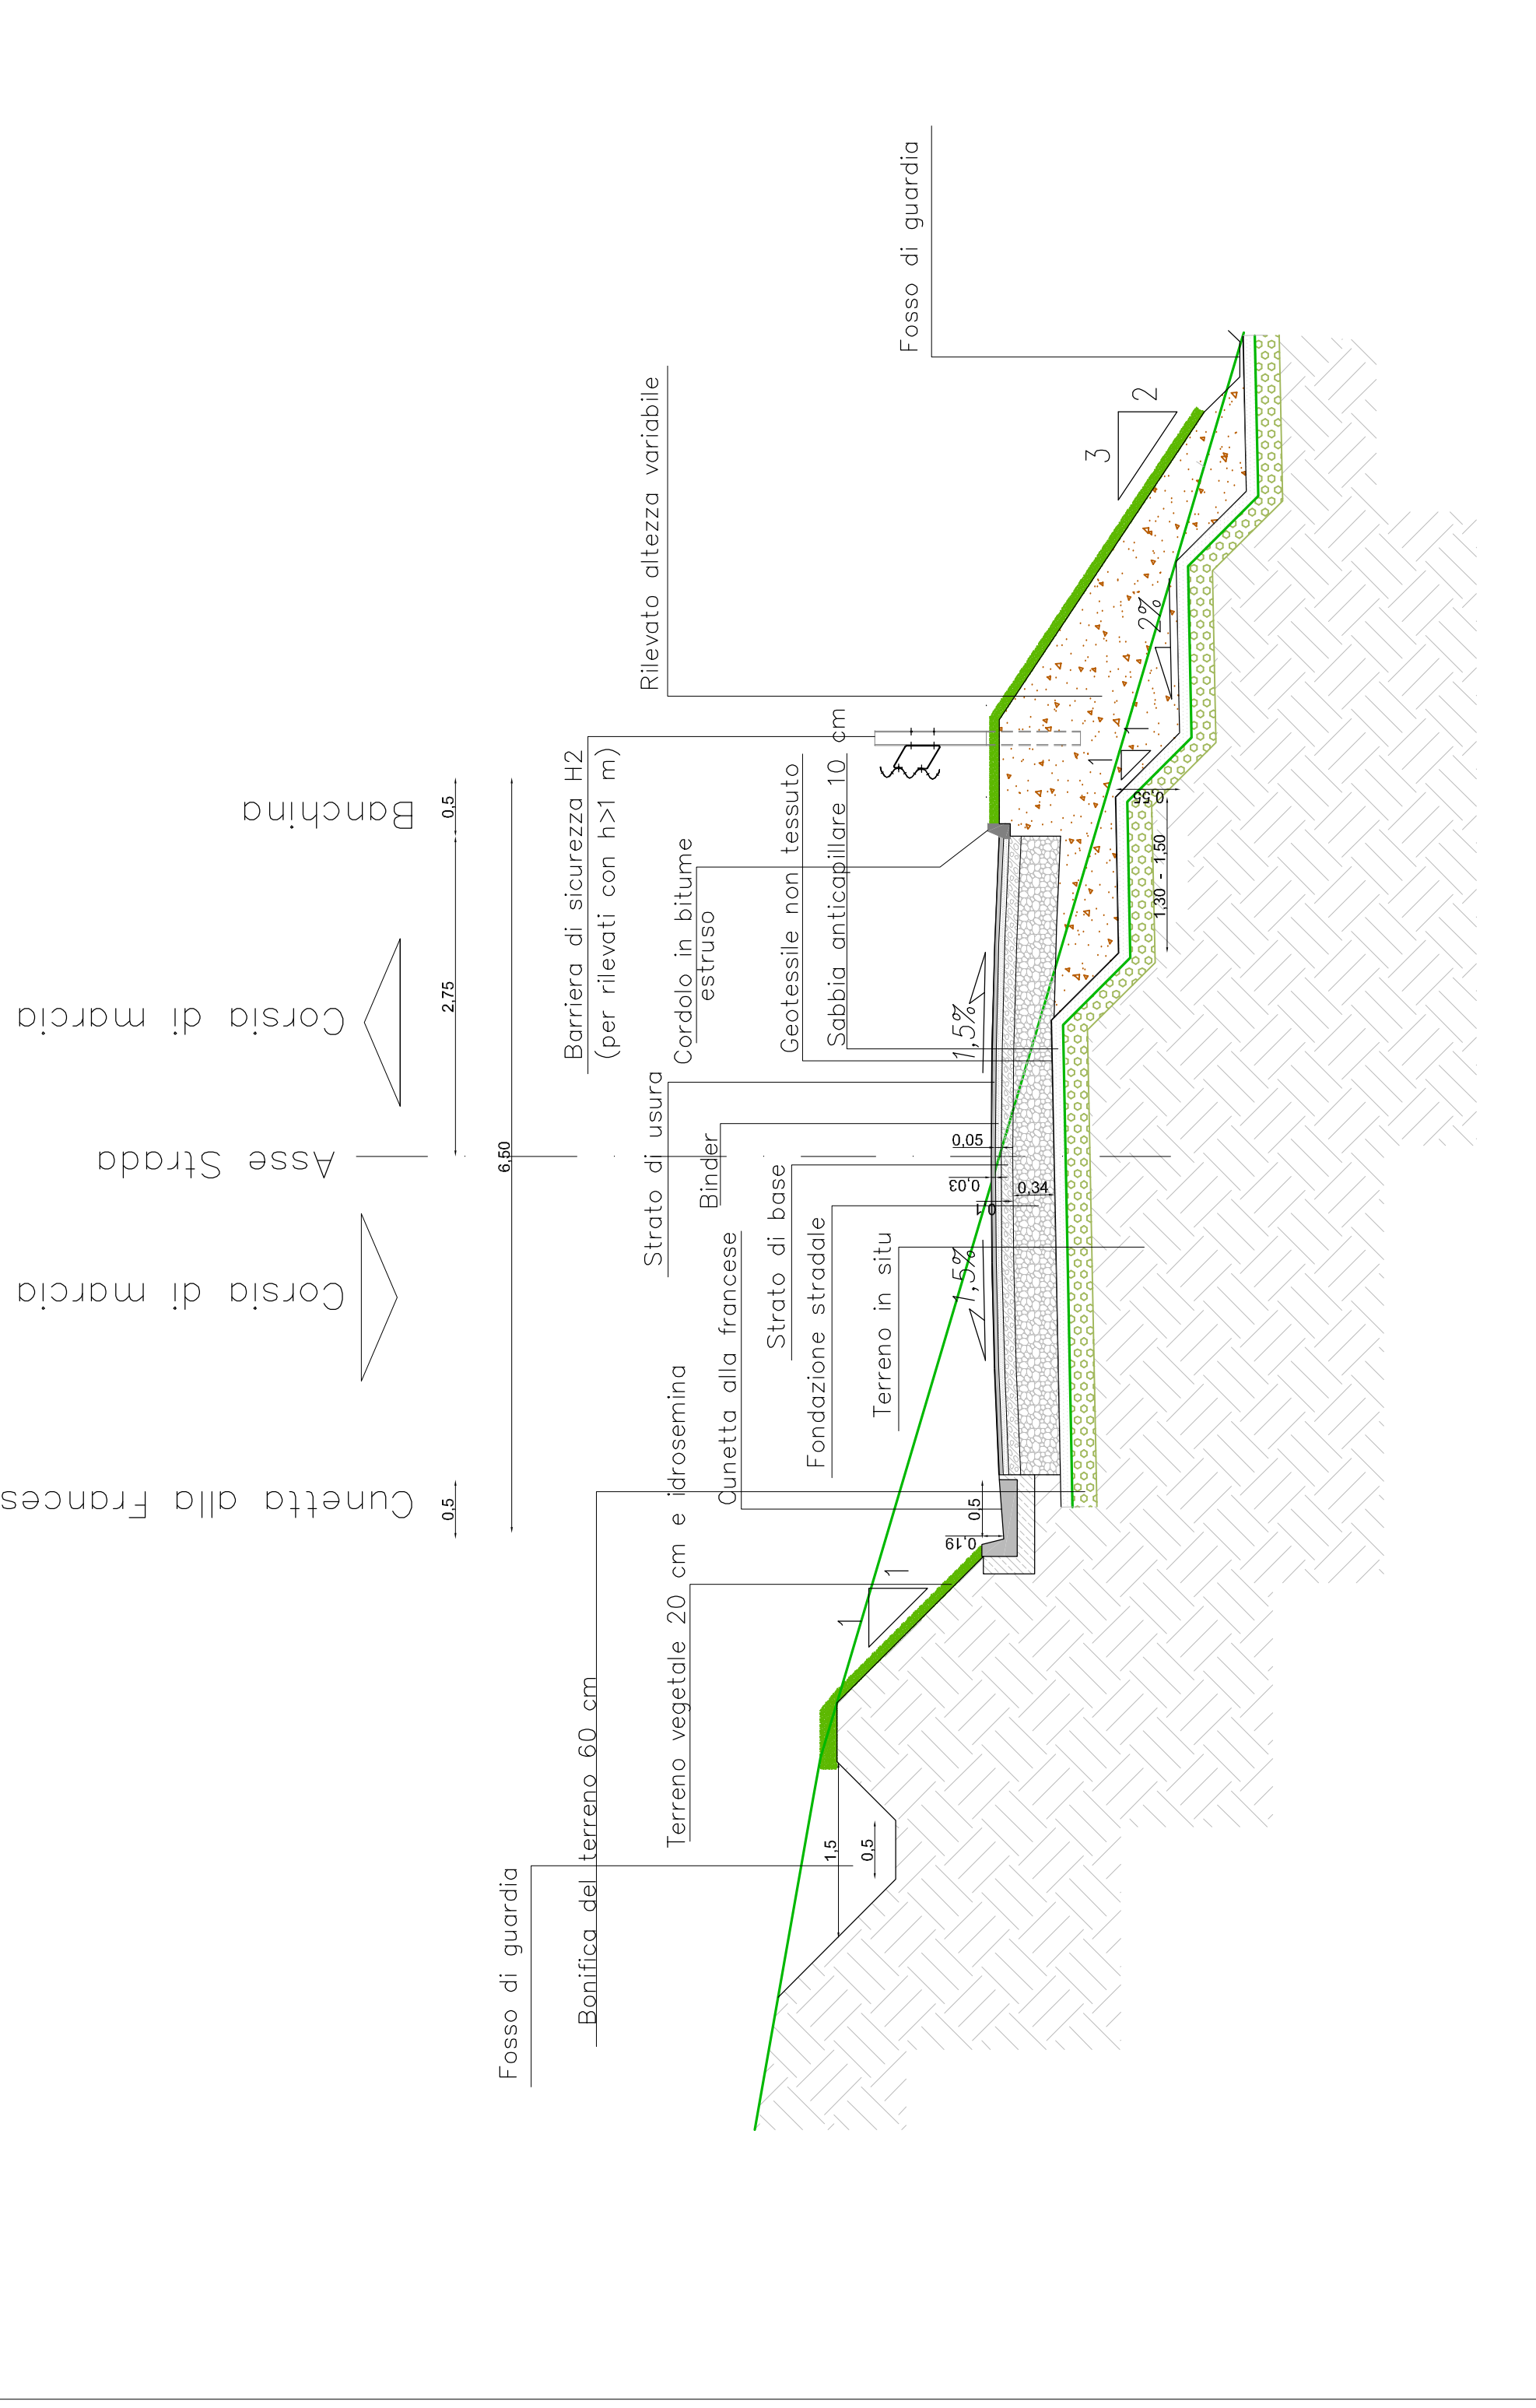 Cunetta alla Frances
Corsia di marcia
Asse Strada
Corsia di marcia
Banchina
0,5
2,75
0,5
6,50
Fosso di guardia
Bonifica del terreno 60 cm
Terreno vegetale 20 cm e idrosemina
Cunetta alla francese
Strato di base
Fondazione stradale
Terreno in situ
Strato di usura
Binder
Barriera di sicurezza H2
(per rilevati con h>1 m)
Cordolo in bitume
estruso
Geotessile non tessuto
Sabbia anticapillare 10 cm
Rilevato altezza variabile
Fosso di guardia
1,5
0,5
1
1
0,19
0,5
1,5%
1,5%
0,05
0,03
0,1
0,34
1,30 - 1,50
0,55
1
1
2%
3
2